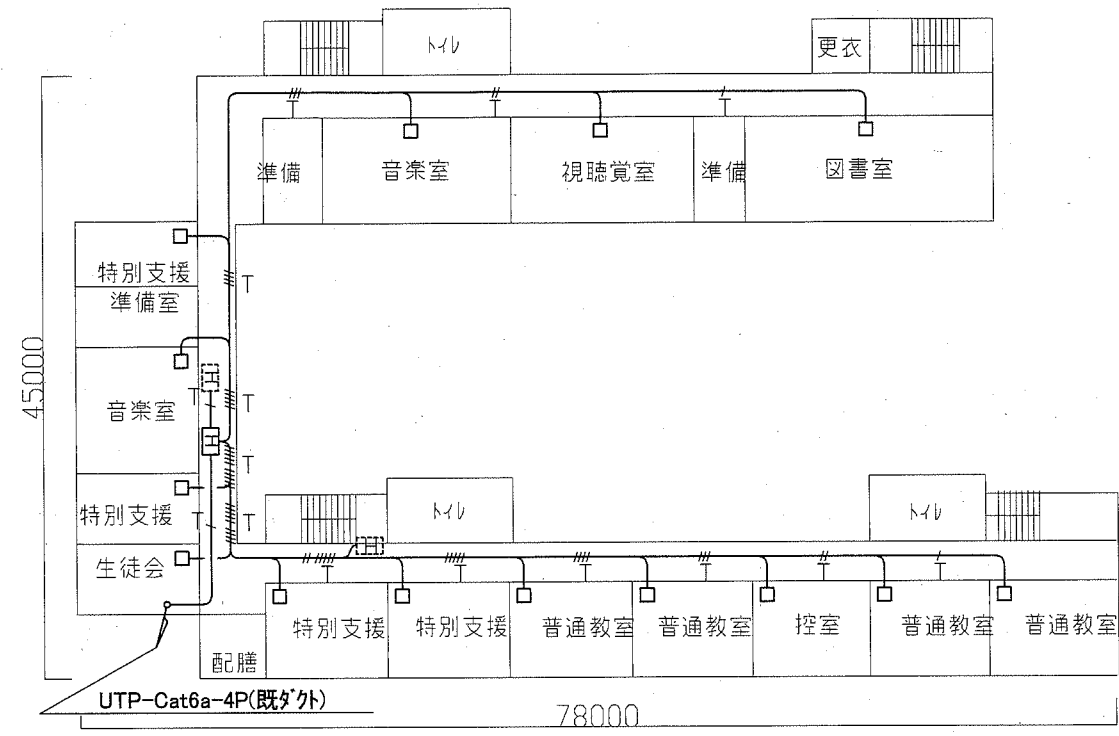 トイレ
更衣
T
T
T
準備
音楽室
視聴覚室
準備
図書室
特別支援
準備室
T
45000
H
音楽室
T
T
H
T
特別支援
T
T
トイレ
トイレ
生徒会
H
T
T
T
T
T
T
特別支援
特別支援
普通教室
普通教室
控室
普通教室
普通教室
配膳
UTP-Cat6a-4P(既ダクト)
78000